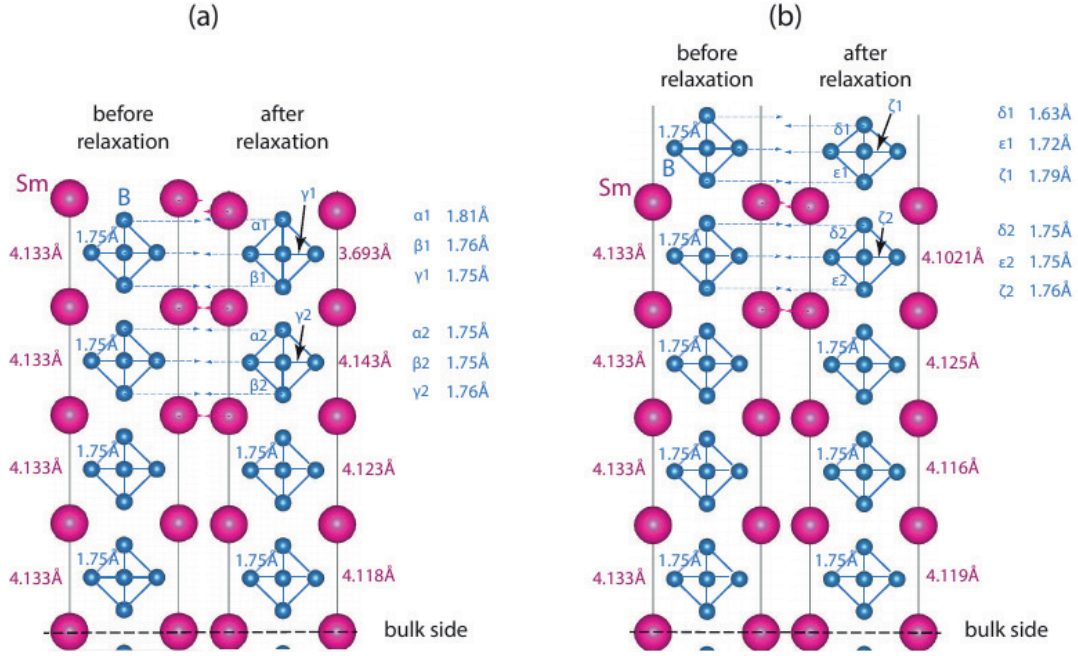 (a)
before
relaxation
after
relaxation
Sm
B
γ1
α1
α1 1.81Å
4.133Å
1.75Å
3.693Å
β1 1.76Å
β1
γ1 1.75Å
γ2
α2
α2 1.75Å
4.133Å
1.75Å
4.143Å
β2 1.75Å
β2
γ2 1.76Å
4.133Å
1.75Å
1.75Å
4.123Å
4.133Å
1.75Å
1.75Å
4.118Å
bulk side
(b)
before
relaxation
after
relaxation
ζ1
δ1 1.63Å
1.75Å
δ1
ε1 1.72Å
B
ε1
ζ1 1.79Å
Sm
δ2
ζ2
δ2 1.75Å
4.133Å
1.75Å
4.1021Å
ε2 1.75Å
ε2
ζ2 1.76Å
4.133Å
1.75Å
1.75Å
4.125Å
4.133Å
1.75Å
1.75Å
4.116Å
4.133Å
1.75Å
1.75Å
4.119Å
bulk side